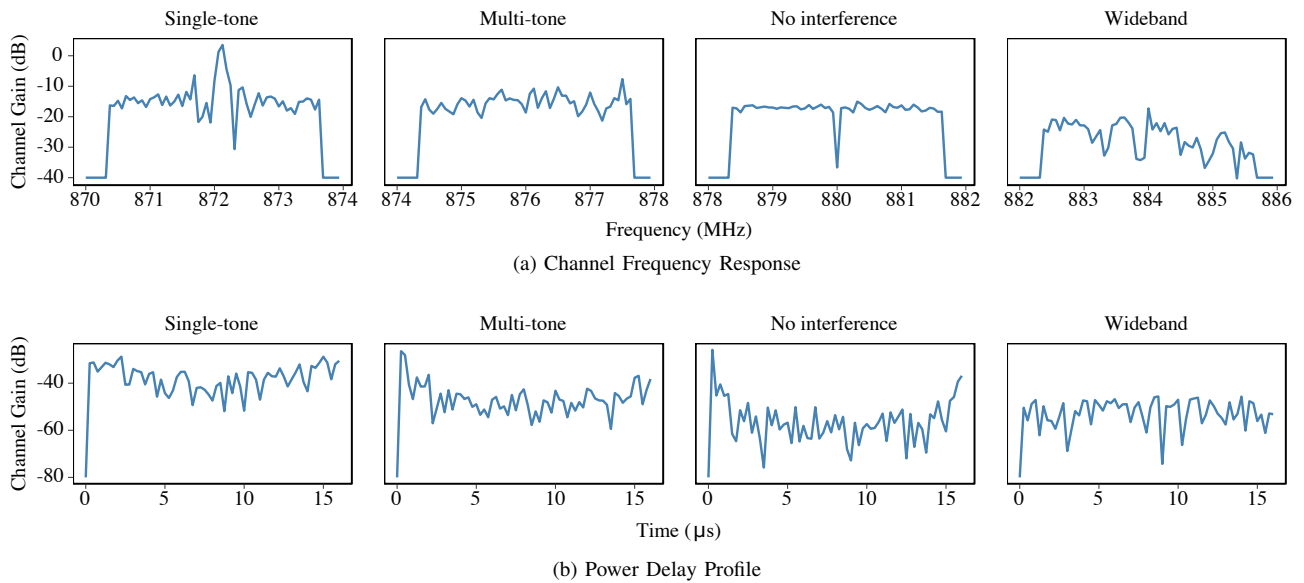 Single-tone Multi-tone No interference Wideband
Channel Gain (dB)
0
-10
-20
-30
-40
870 871 872 873 874 874 875 876 877 878 878 879 880 881 882 882 883 884 885 886
Frequency (MHz)
(a) Channel Frequency Response
Single-tone Multi-tone No interference Wideband
Channel Gain (dB)
-40
-60
-80
0 5 10 15 0 5 10 15 0 5 10 15 0 5 10 15
Time (μs)
(b) Power Delay Profile